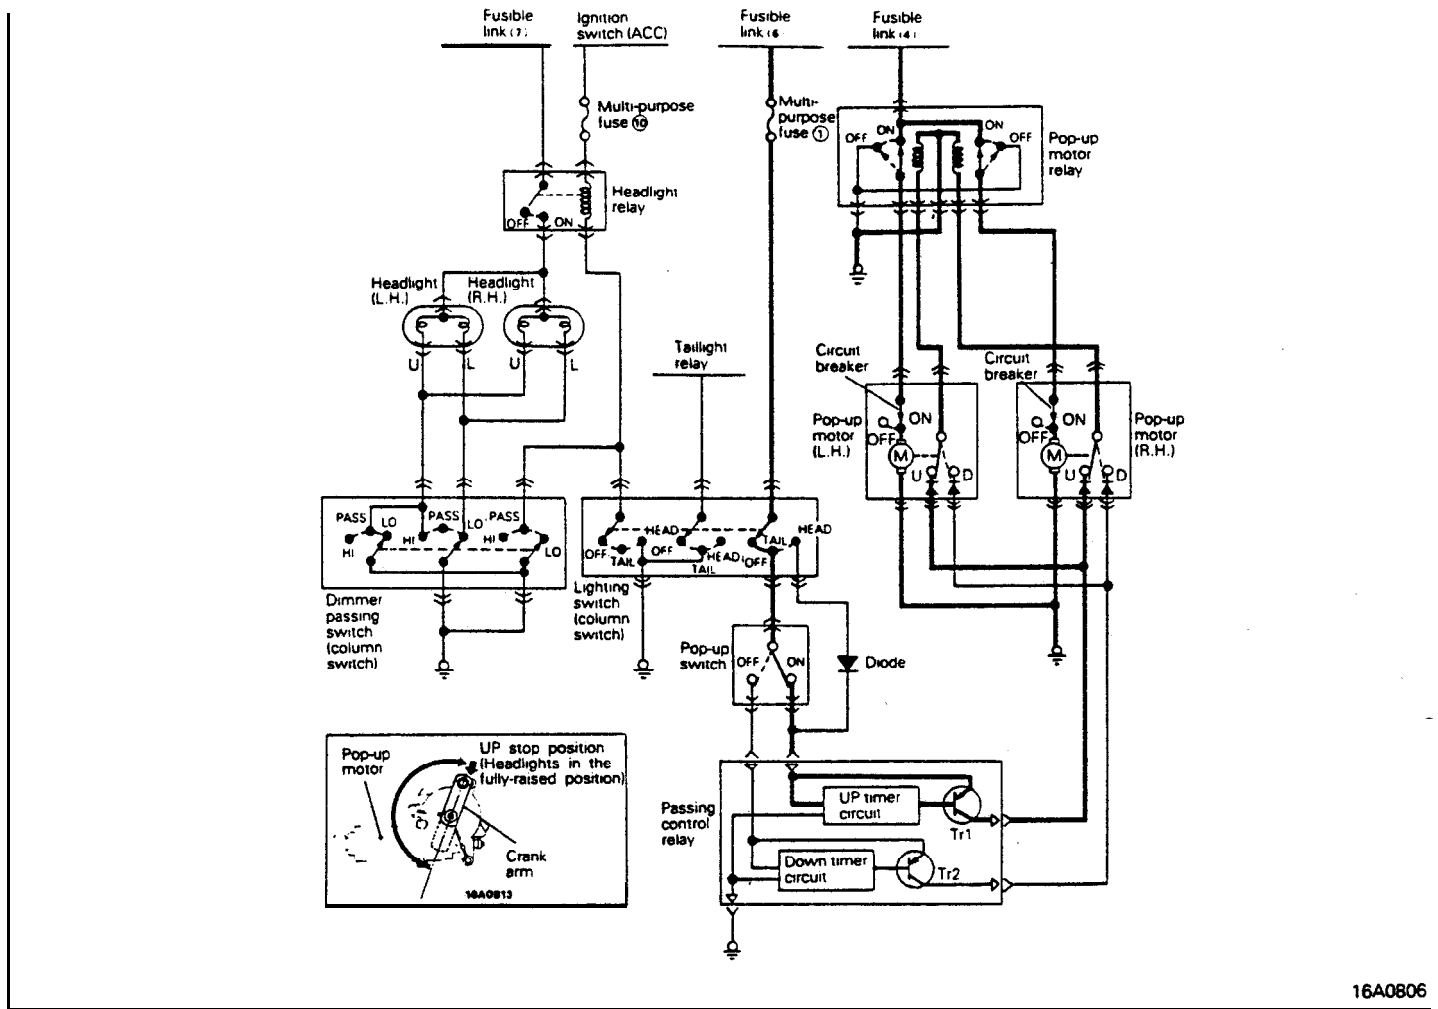 Fusible
link (7)
Ignition
switch (ACC)
Fusible
link (6
Fusible
link (4)
Multi-purpose
fuse ⑩
Multi-
purpose
fuse ①
OFF
ON
ON
OFF
Pop-up
motor
relay
Headlight
relay
OFF
ON
Headlight
(L.H.)
Headlight
(R.H.)
U
L
U
L
Taillight
relay
Circuit
breaker
Circuit
breaker
Pop-up
motor
(L.H.)
ON
OFF
M
U
D
ON
OFF
M
U
D
Pop-up
motor
(R.H.)
PASS
LO
HI
PASS
LO
HI
PASS
HI
LO
Dimmer
passing
switch
(column
switch)
OFF
TAIL
HEAD
OFF
HEAD
TAIL
TAIL
OFF
HEAD
Lighting
switch
(column
switch)
Pop-up
switch
OFF
ON
Diode
Pop-up
motor
UP stop position
(Headlights in the
fully-raised position)
Crank
arm
16A0813
Passing
control
relay
UP timer
circuit
Tr1
Down timer
circuit
Tr2
16A0806